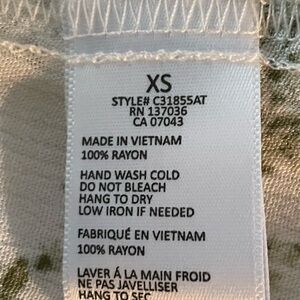 XS
STYLE# C31855AT
RN 137036
CA 07043
MADE IN VIETNAM
100% RAYON
HAND WASH COLD
DO NOT BLEACH
HANG TO DRY
LOW IRON IF NEEDED
FABRIQUÉ EN VIETNAM
100% RAYON
LAVER Á LA MAIN FROID
NE PAS JAVELLISER
HANG TO SEC